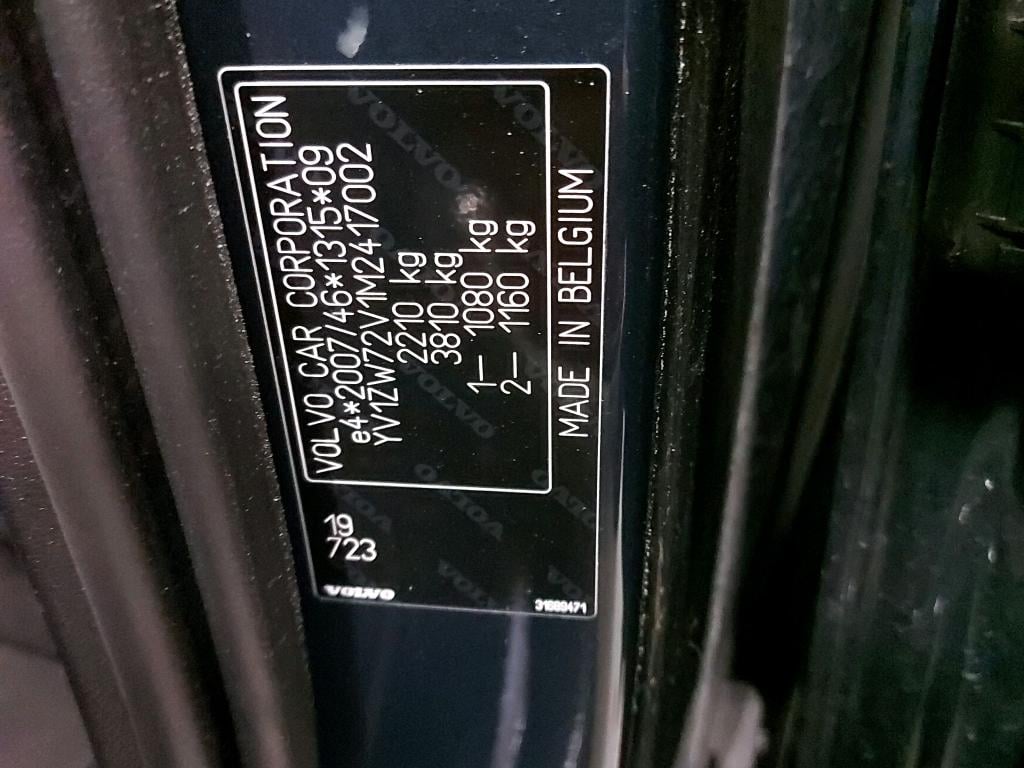 VOLVO CAR CORPORATION
e4*2007/46*1315*09
YV1ZW72V1M2417002
2210 kg
3810 kg
1– 1080 kg
2– 1160 kg
MADE IN BELGIUM
19
723
VOLVO
31689471